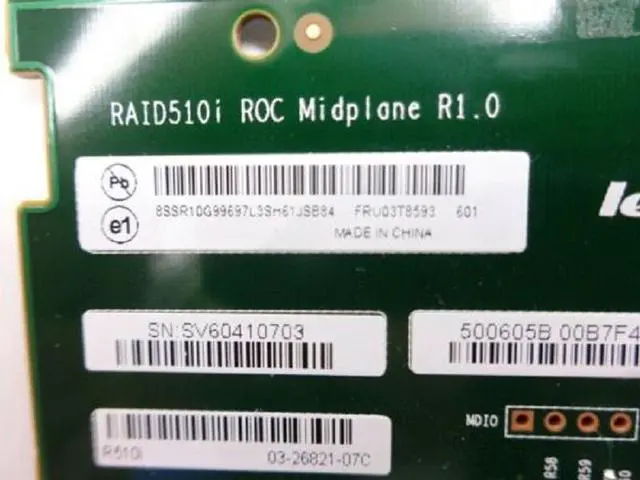 RAID510i ROC Midplane R1.0
Pb
8SSR10G99697L3SH61JSB84 FRU03T8593 601
e1
MADE IN CHINA
Le
SN:SV60410703
500605B 00B7F4
MDIO
R510i
03-26821-07C
R58
R59